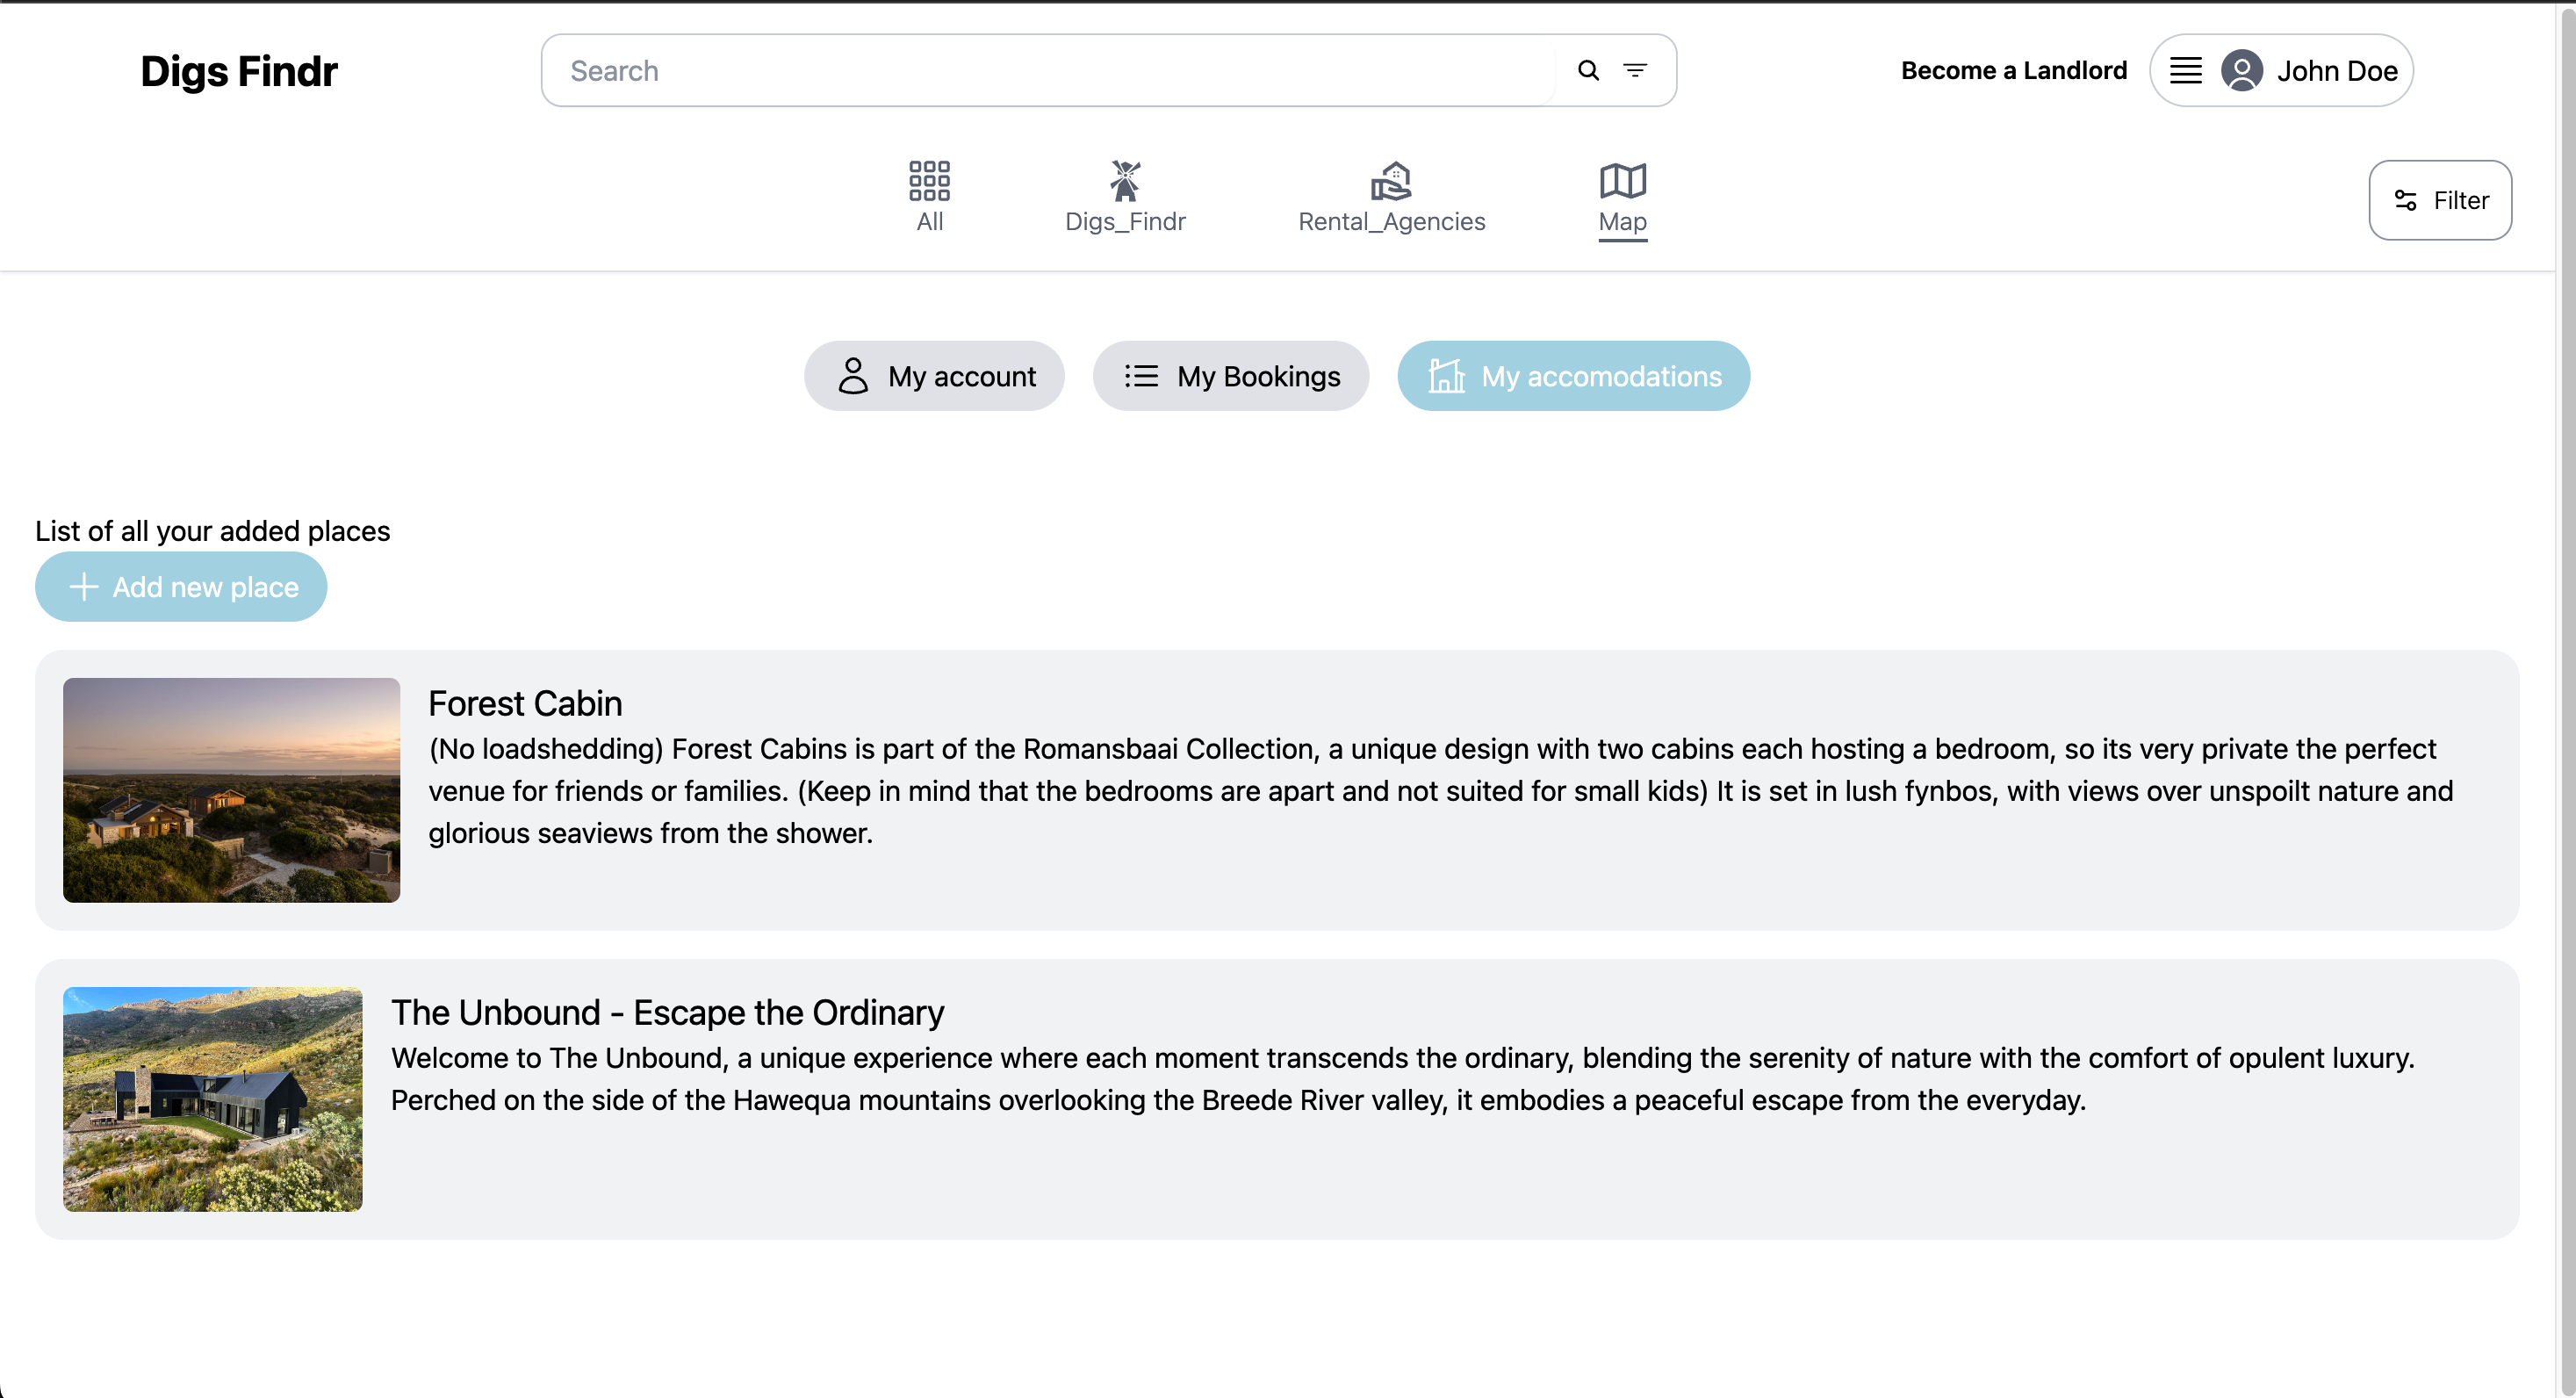 Digs Findr
Search
Become a Landlord
John Doe
All
Digs_Findr
Rental_Agencies
Map
Filter
My account
My Bookings
My accomodations
List of all your added places
Add new place
Forest Cabin
(No loadshedding) Forest Cabins is part of the Romansbaai Collection, a unique design with two cabins each hosting a bedroom, so its very private the perfect
venue for friends or families. (Keep in mind that the bedrooms are apart and not suited for small kids) It is set in lush fynbos, with views over unspoilt nature and
glorious seaviews from the shower.
The Unbound - Escape the Ordinary
Welcome to The Unbound, a unique experience where each moment transcends the ordinary, blending the serenity of nature with the comfort of opulent luxury.
Perched on the side of the Hawequa mountains overlooking the Breede River valley, it embodies a peaceful escape from the everyday.